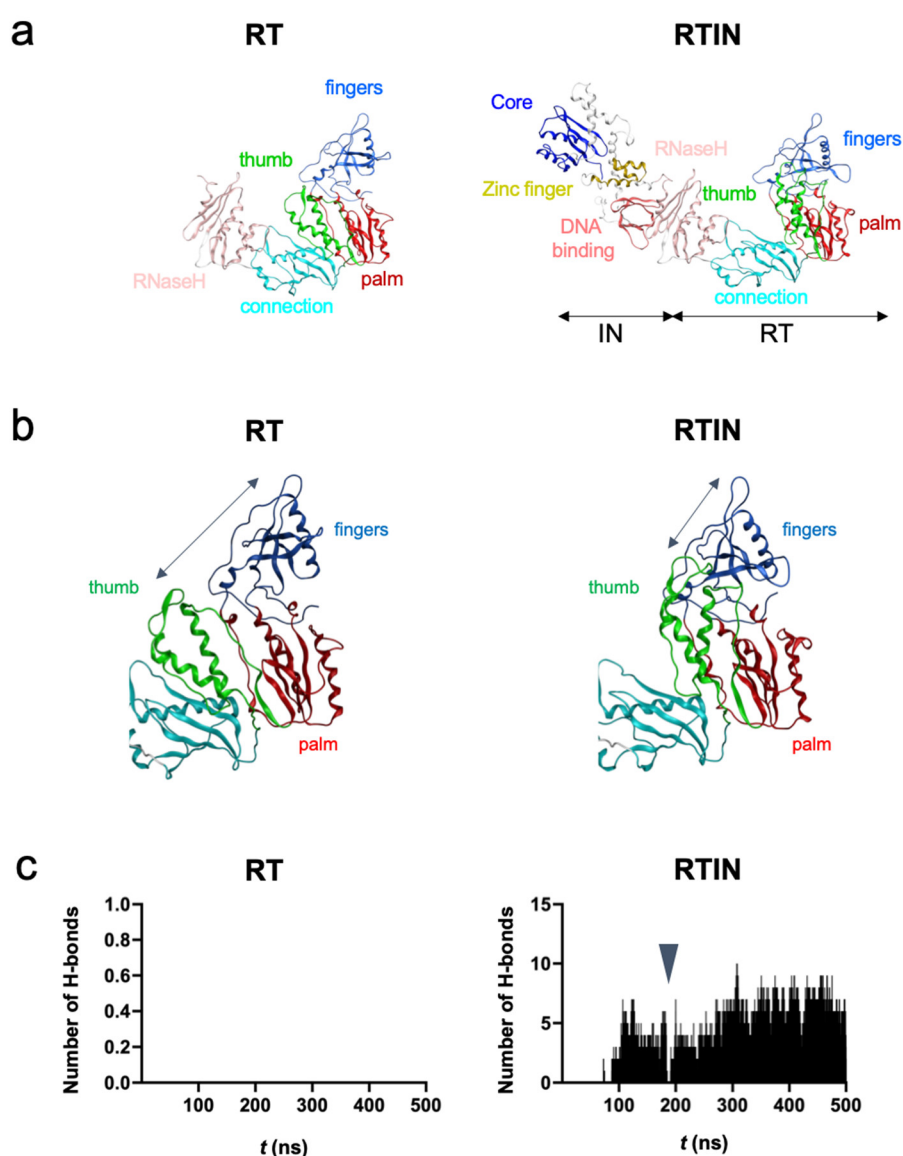 a
RT
RTIN
fingers
thumb
RNaseH
connection
palm
Core
Zinc finger
DNA
binding
RNaseH
thumb
fingers
palm
connection
IN
RT
b
RT
RTIN
fingers
thumb
palm
fingers
thumb
palm
c
RT
RTIN
Number of H-bonds
1.0
0.8
0.6
0.4
0.2
0.0
100 200 300 400 500
t (ns)
Number of H-bonds
15
10
5
0
100 200 300 400 500
t (ns)